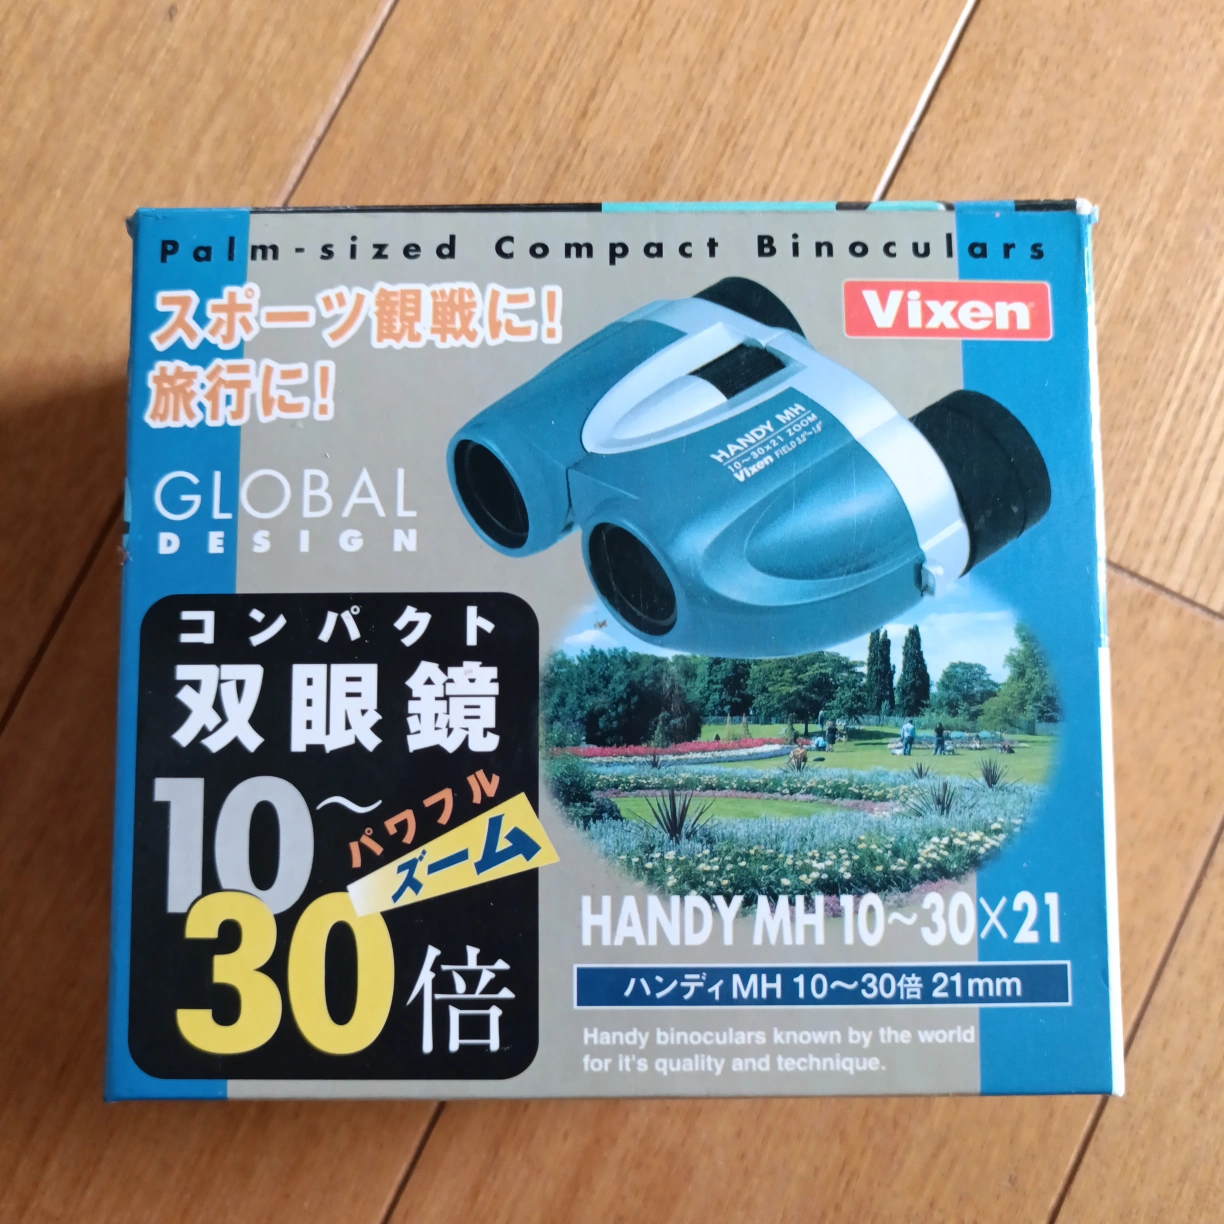 Palm-sized Compact Binoculars
スポーツ観戦に!
旅行に!
Vixen
HANDY MH
10～30×21 ZOOM
Vixen
GLOBAL
DESIGN
コンパクト
双眼鏡
10～
パワフル
ズーム
30倍
HANDY MH 10～30×21
ハンディMH 10～30倍 21mm
Handy binoculars known by the world
for it's quality and technique.